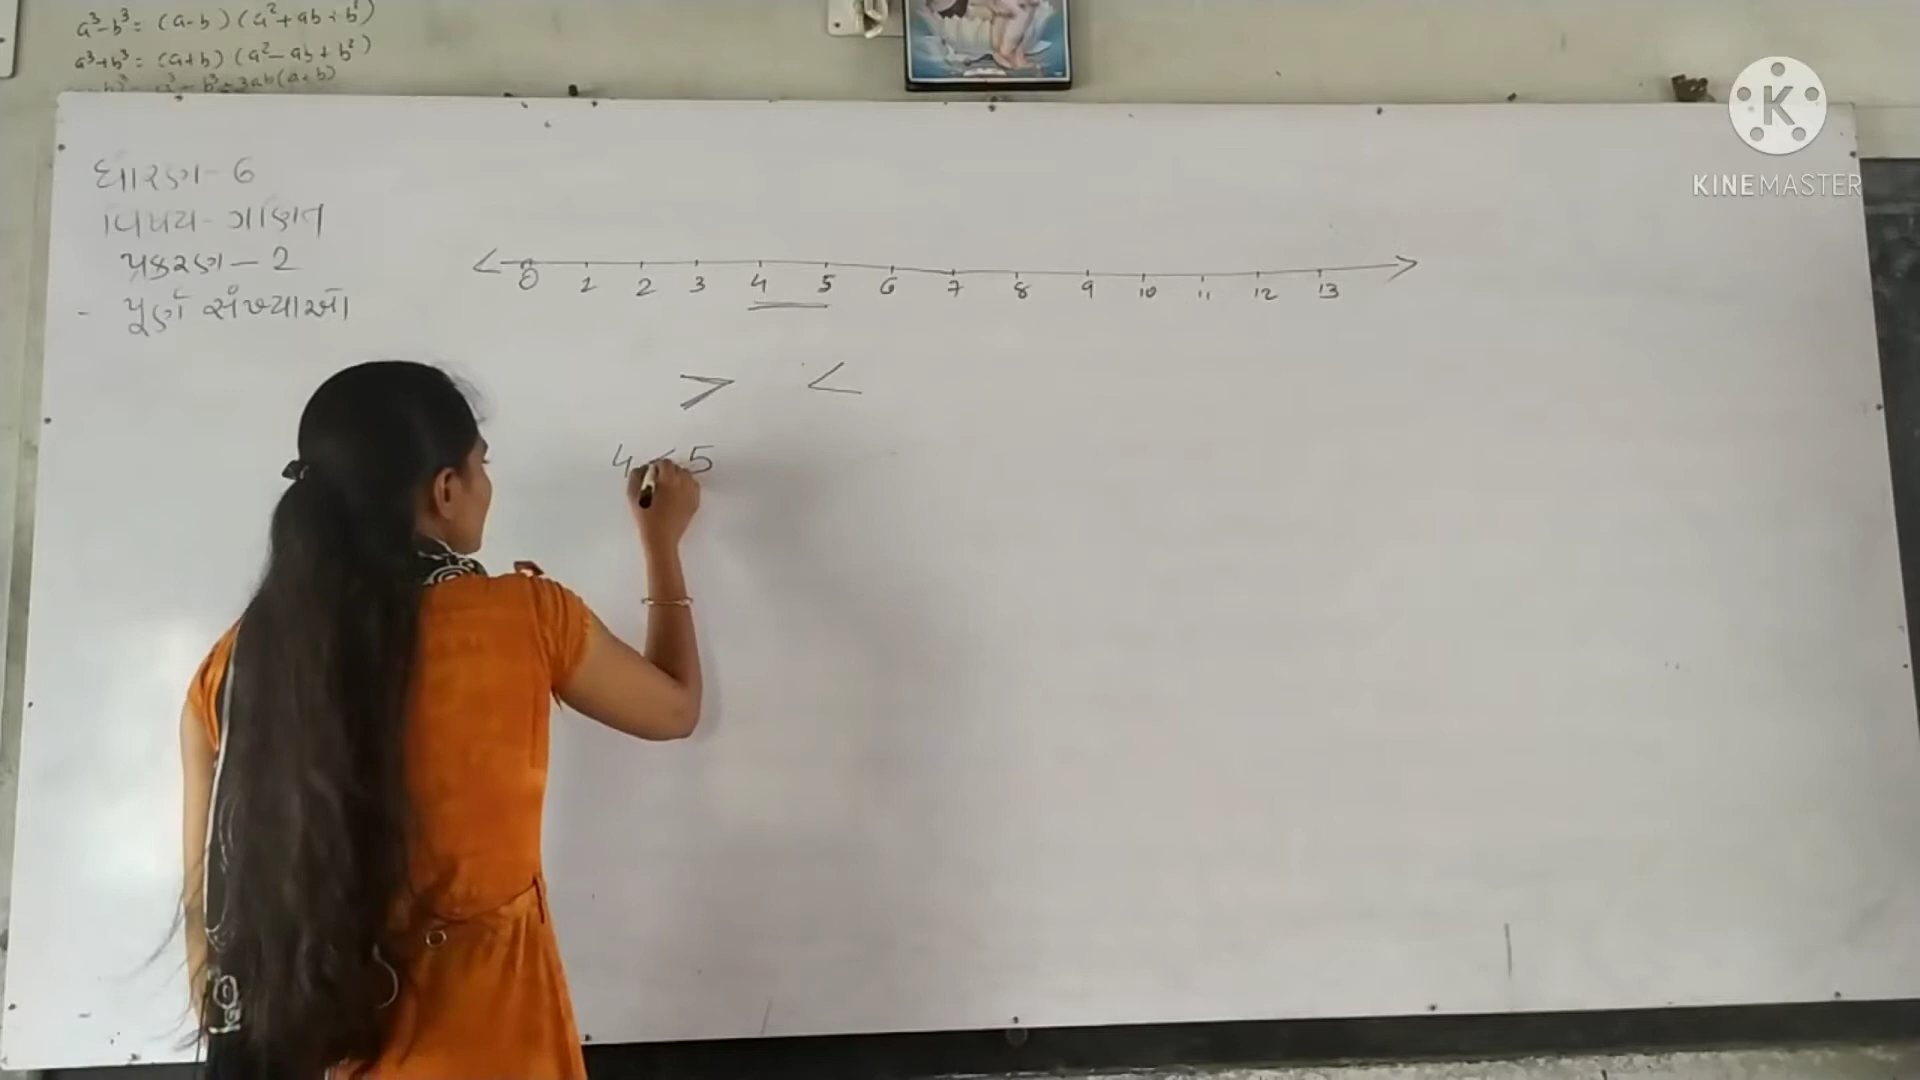 a³-b³ = (a-b) (a²+ab+b²)
a³+b³ = (a+b) (a²-ab+b²)
ધોરણ - 6
વિષય - ગણિત
પ્રકરણ - 2
- પૂર્ણ સંખ્યાઓ
0 1 2 3 4 5 6 7 8 9 10 11 12 13
> <
4 < 5
K
KINEMASTER